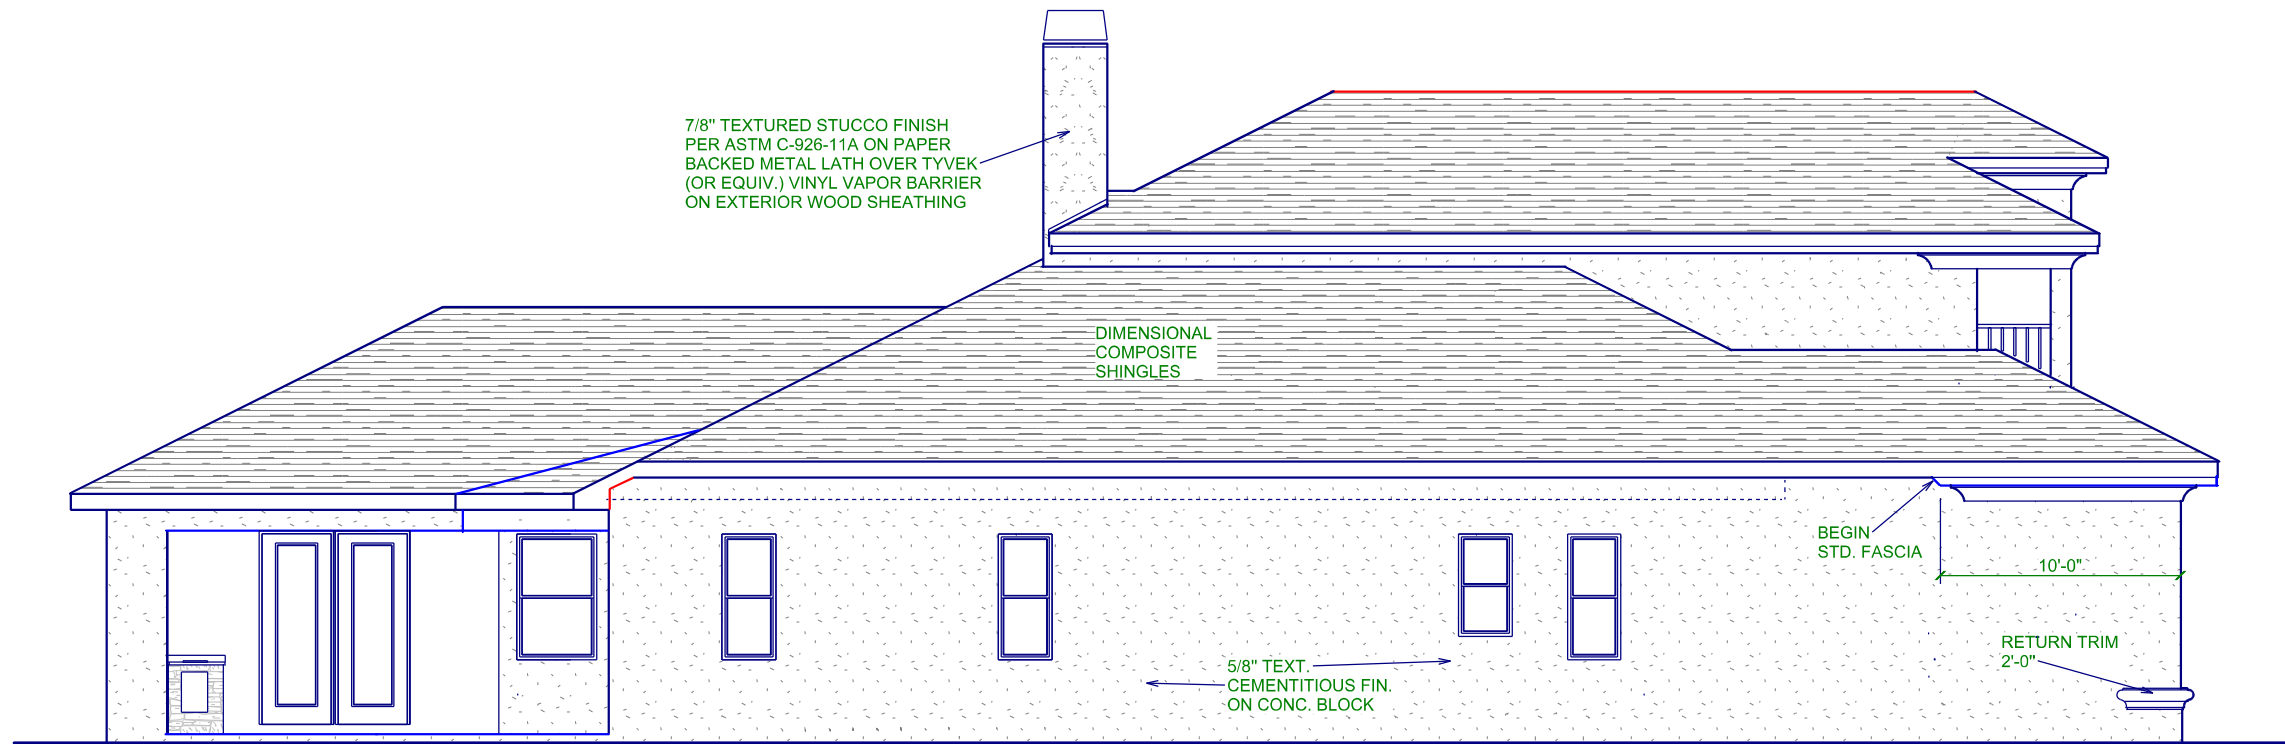 7/8" TEXTURED STUCCO FINISH
PER ASTM C-926-11A ON PAPER
BACKED METAL LATH OVER TYVEK
(OR EQUIV.) VINYL VAPOR BARRIER
ON EXTERIOR WOOD SHEATHING
DIMENSIONAL
COMPOSITE
SHINGLES
BEGIN
STD. FASCIA
10'-0"
RETURN TRIM
2'-0"
5/8" TEXT.
CEMENTITIOUS FIN.
ON CONC. BLOCK